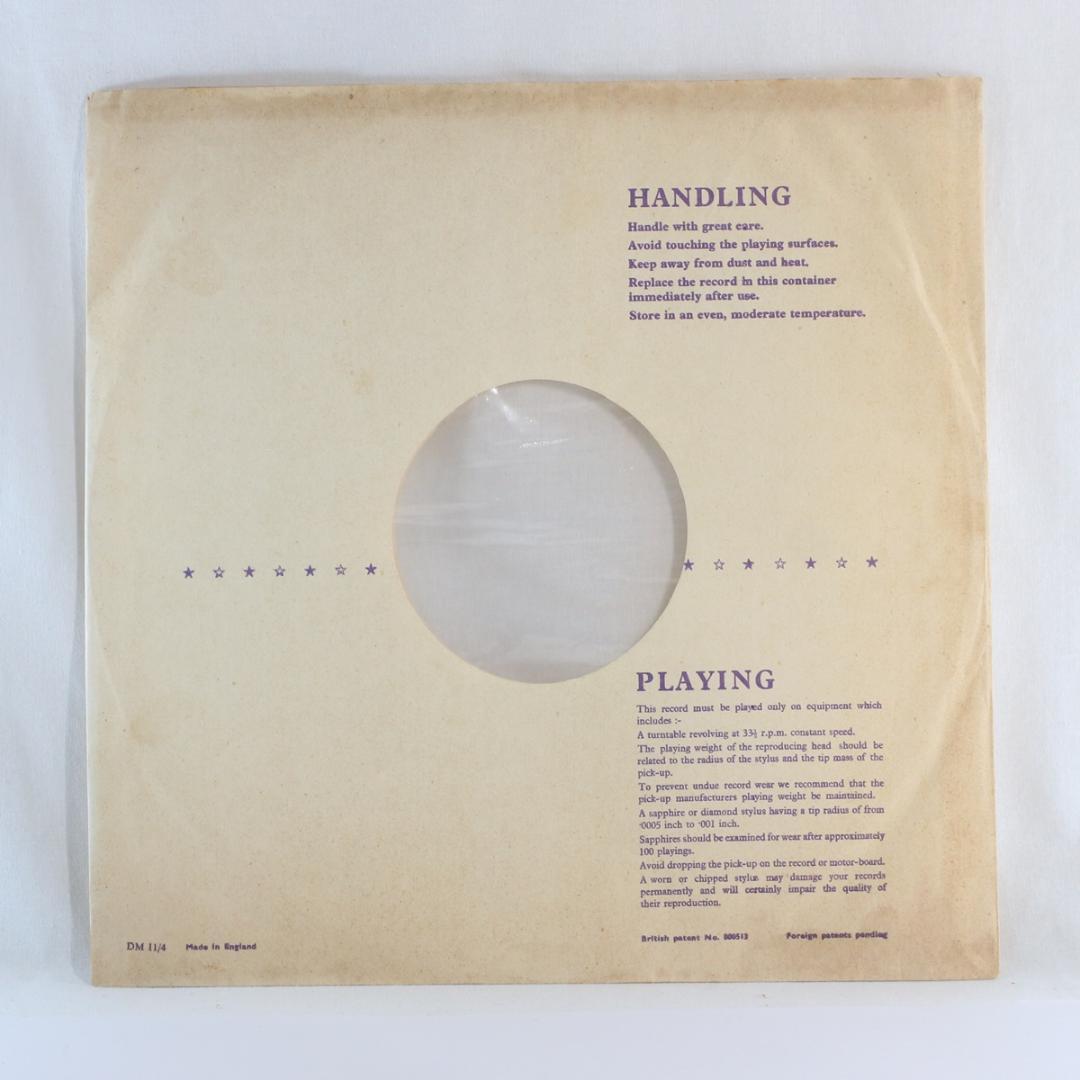 HANDLING
Handle with great care.
Avoid touching the playing surfaces.
Keep away from dust and heat.
Replace the record in this container
immediately after use.
Store in an even, moderate temperature.
★ ☆ ★ ☆ ★ ☆ ★ ★ ☆ ★ ☆ ★ ☆ ★
PLAYING
This record must be played only on equipment which
includes :-
A turntable revolving at 33⅓ r.p.m. constant speed.
The playing weight of the reproducing head should be
related to the radius of the stylus and the tip mass of the
pick-up.
To prevent undue record wear we recommend that the
pick-up manufacturers playing weight be maintained.
A sapphire or diamond stylus having a tip radius of from
·0005 inch to ·001 inch.
Sapphires should be examined for wear after approximately
100 playings.
Avoid dropping the pick-up on the record or motor-board.
A worn or chipped stylus may damage your records
permanently and will certainly impair the quality of
their reproduction.
DM 11/4 Made in England British patent No. 800513 Foreign patents pending